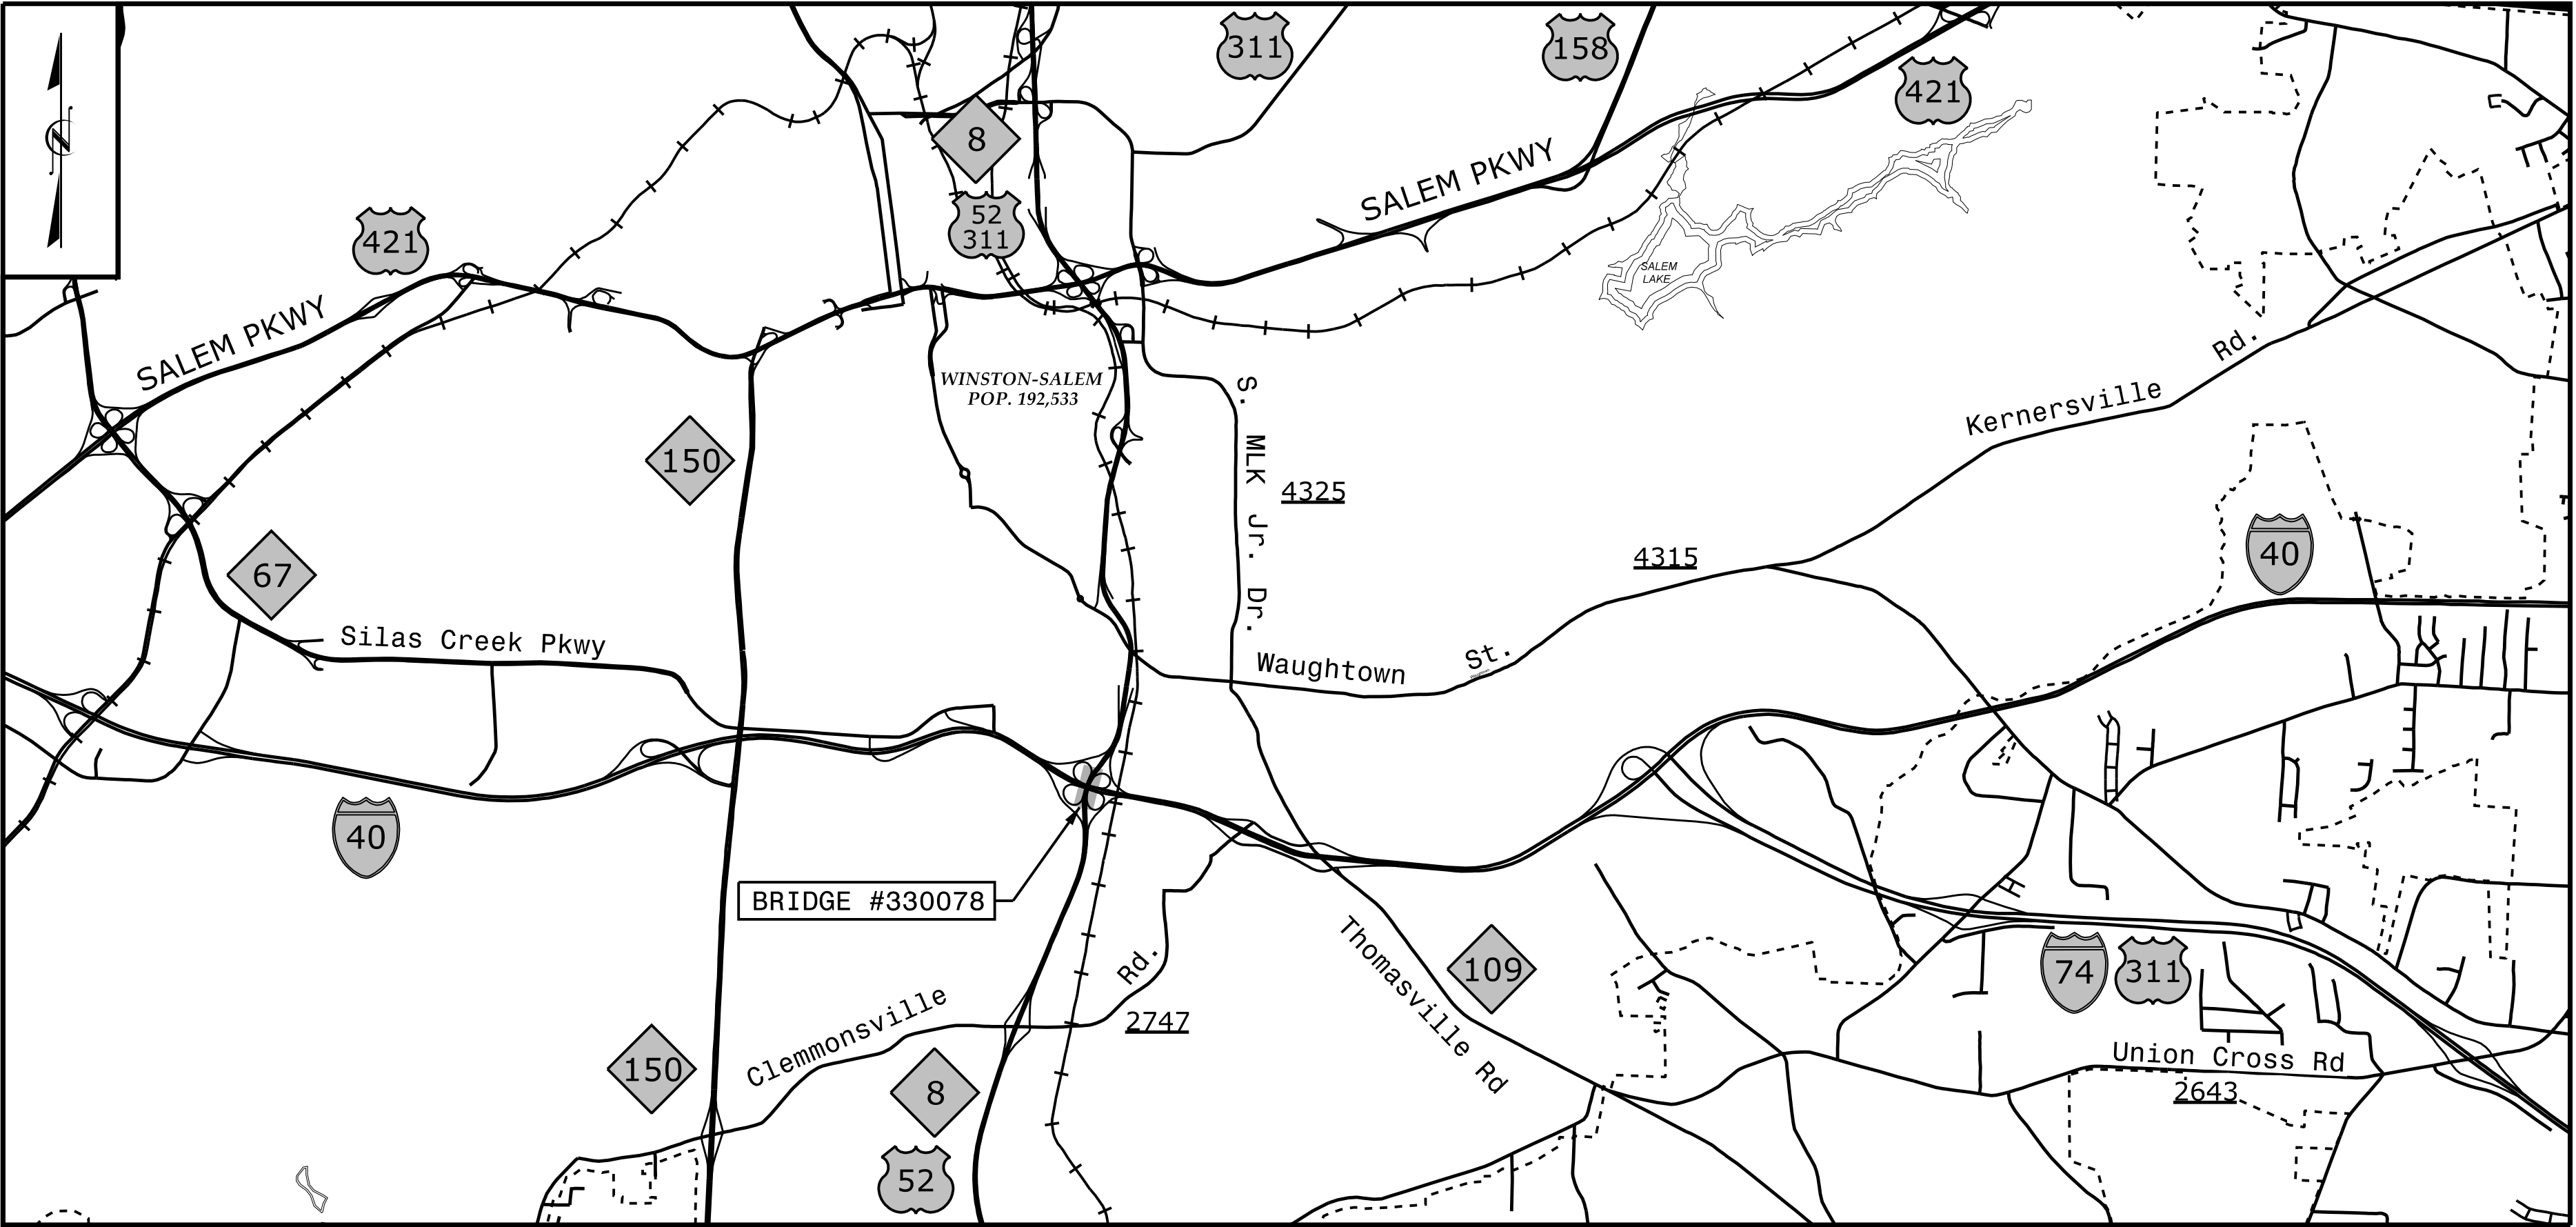 N
311
158
421
8
SALEM PKWY
52
311
421
SALEM
LAKE
SALEM PKWY
WINSTON-SALEM
POP. 192,533
Kernersville Rd.
S. MLK Jr. Dr.
150
4325
4315
40
67
Silas Creek Pkwy
Waughtown St.
40
BRIDGE #330078
Thomasville Rd
109
74
311
Clemmonsville Rd.
2747
150
8
Union Cross Rd
2643
52